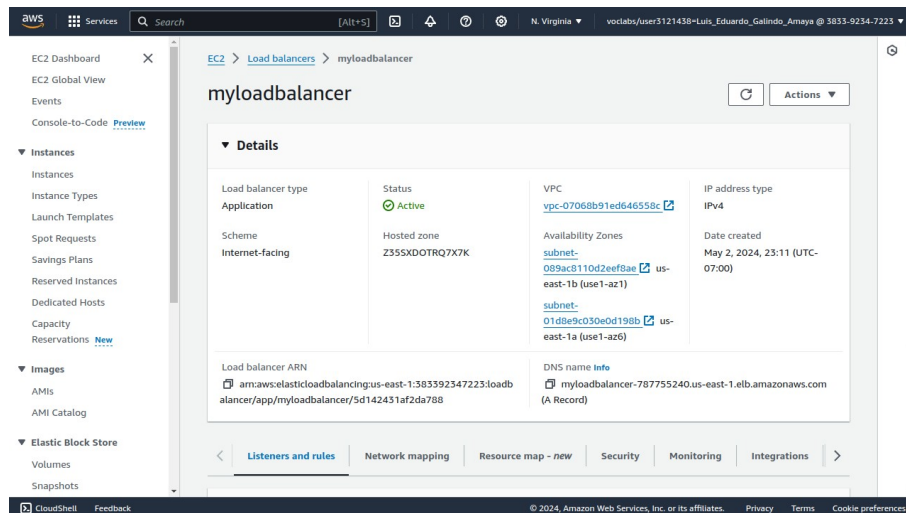 aws Services Search [Alt+S] N. Virginia voclabs/user3121438=Luis_Eduardo_Galindo_Amaya @ 3833-9234-7223
EC2 Dashboard
EC2 Global View
Events
Console-to-Code Preview
Instances
Instances
Instance Types
Launch Templates
Spot Requests
Savings Plans
Reserved Instances
Dedicated Hosts
Capacity
Reservations New
Images
AMIs
AMI Catalog
Elastic Block Store
Volumes
Snapshots
EC2 > Load balancers > myloadbalancer
myloadbalancer
Actions
Details
Load balancer type
Application
Status
Active
VPC
vpc-07068b91ed646558c
IP address type
IPv4
Scheme
Internet-facing
Hosted zone
Z35SXDOTRQ7X7K
Availability Zones
subnet-
089ac8110d2eef8ae us-
east-1b (use1-az1)
subnet-
01d8e9c030e0d198b us-
east-1a (use1-az6)
Date created
May 2, 2024, 23:11 (UTC-
07:00)
Load balancer ARN
arn:aws:elasticloadbalancing:us-east-1:383392347223:loadb
alancer/app/myloadbalancer/5d142431af2da788
DNS name Info
myloadbalancer-787755240.us-east-1.elb.amazonaws.com
(A Record)
Listeners and rules Network mapping Resource map - new Security Monitoring Integrations
CloudShell Feedback © 2024, Amazon Web Services, Inc. or its affiliates. Privacy Terms Cookie preferences